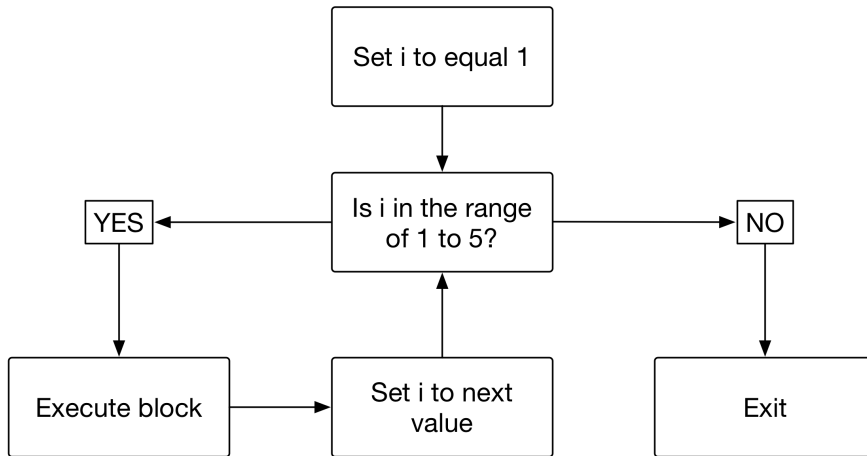 Set i to equal 1
YES
Is i in the range
of 1 to 5?
NO
Execute block
Set i to next
value
Exit